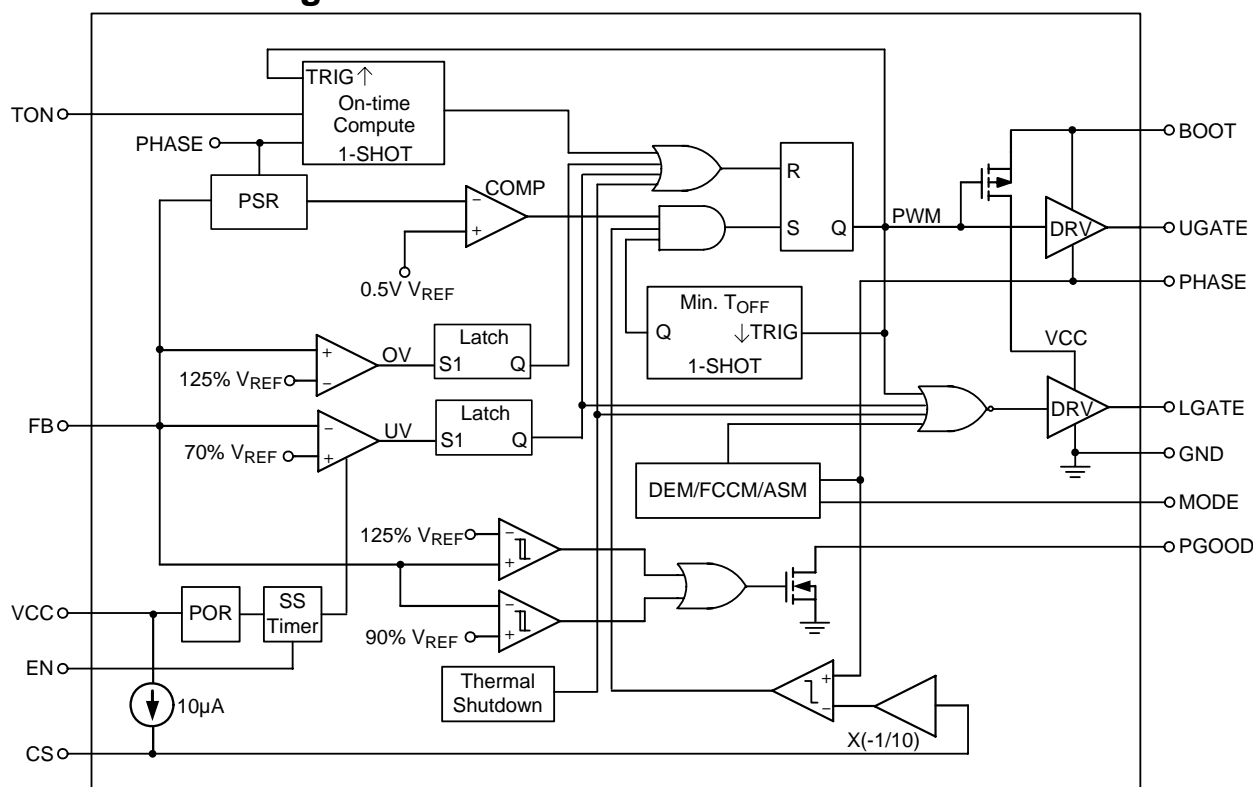 TRIG↑
On-time
Compute
1-SHOT
TON
PHASE
PSR
COMP
−
+
0.5V VREF
R
S
Q
PWM
BOOT
DRV
UGATE
PHASE
Min. TOFF
Q
↓TRIG
1-SHOT
VCC
+
−
125% VREF
OV
Latch
S1
Q
FB
−
+
70% VREF
UV
Latch
S1
Q
DRV
LGATE
GND
DEM/FCCM/ASM
MODE
PGOOD
125% VREF
−
+
−
+
90% VREF
VCC
POR
SS
Timer
EN
10µA
CS
Thermal
Shutdown
+
−
X(-1/10)